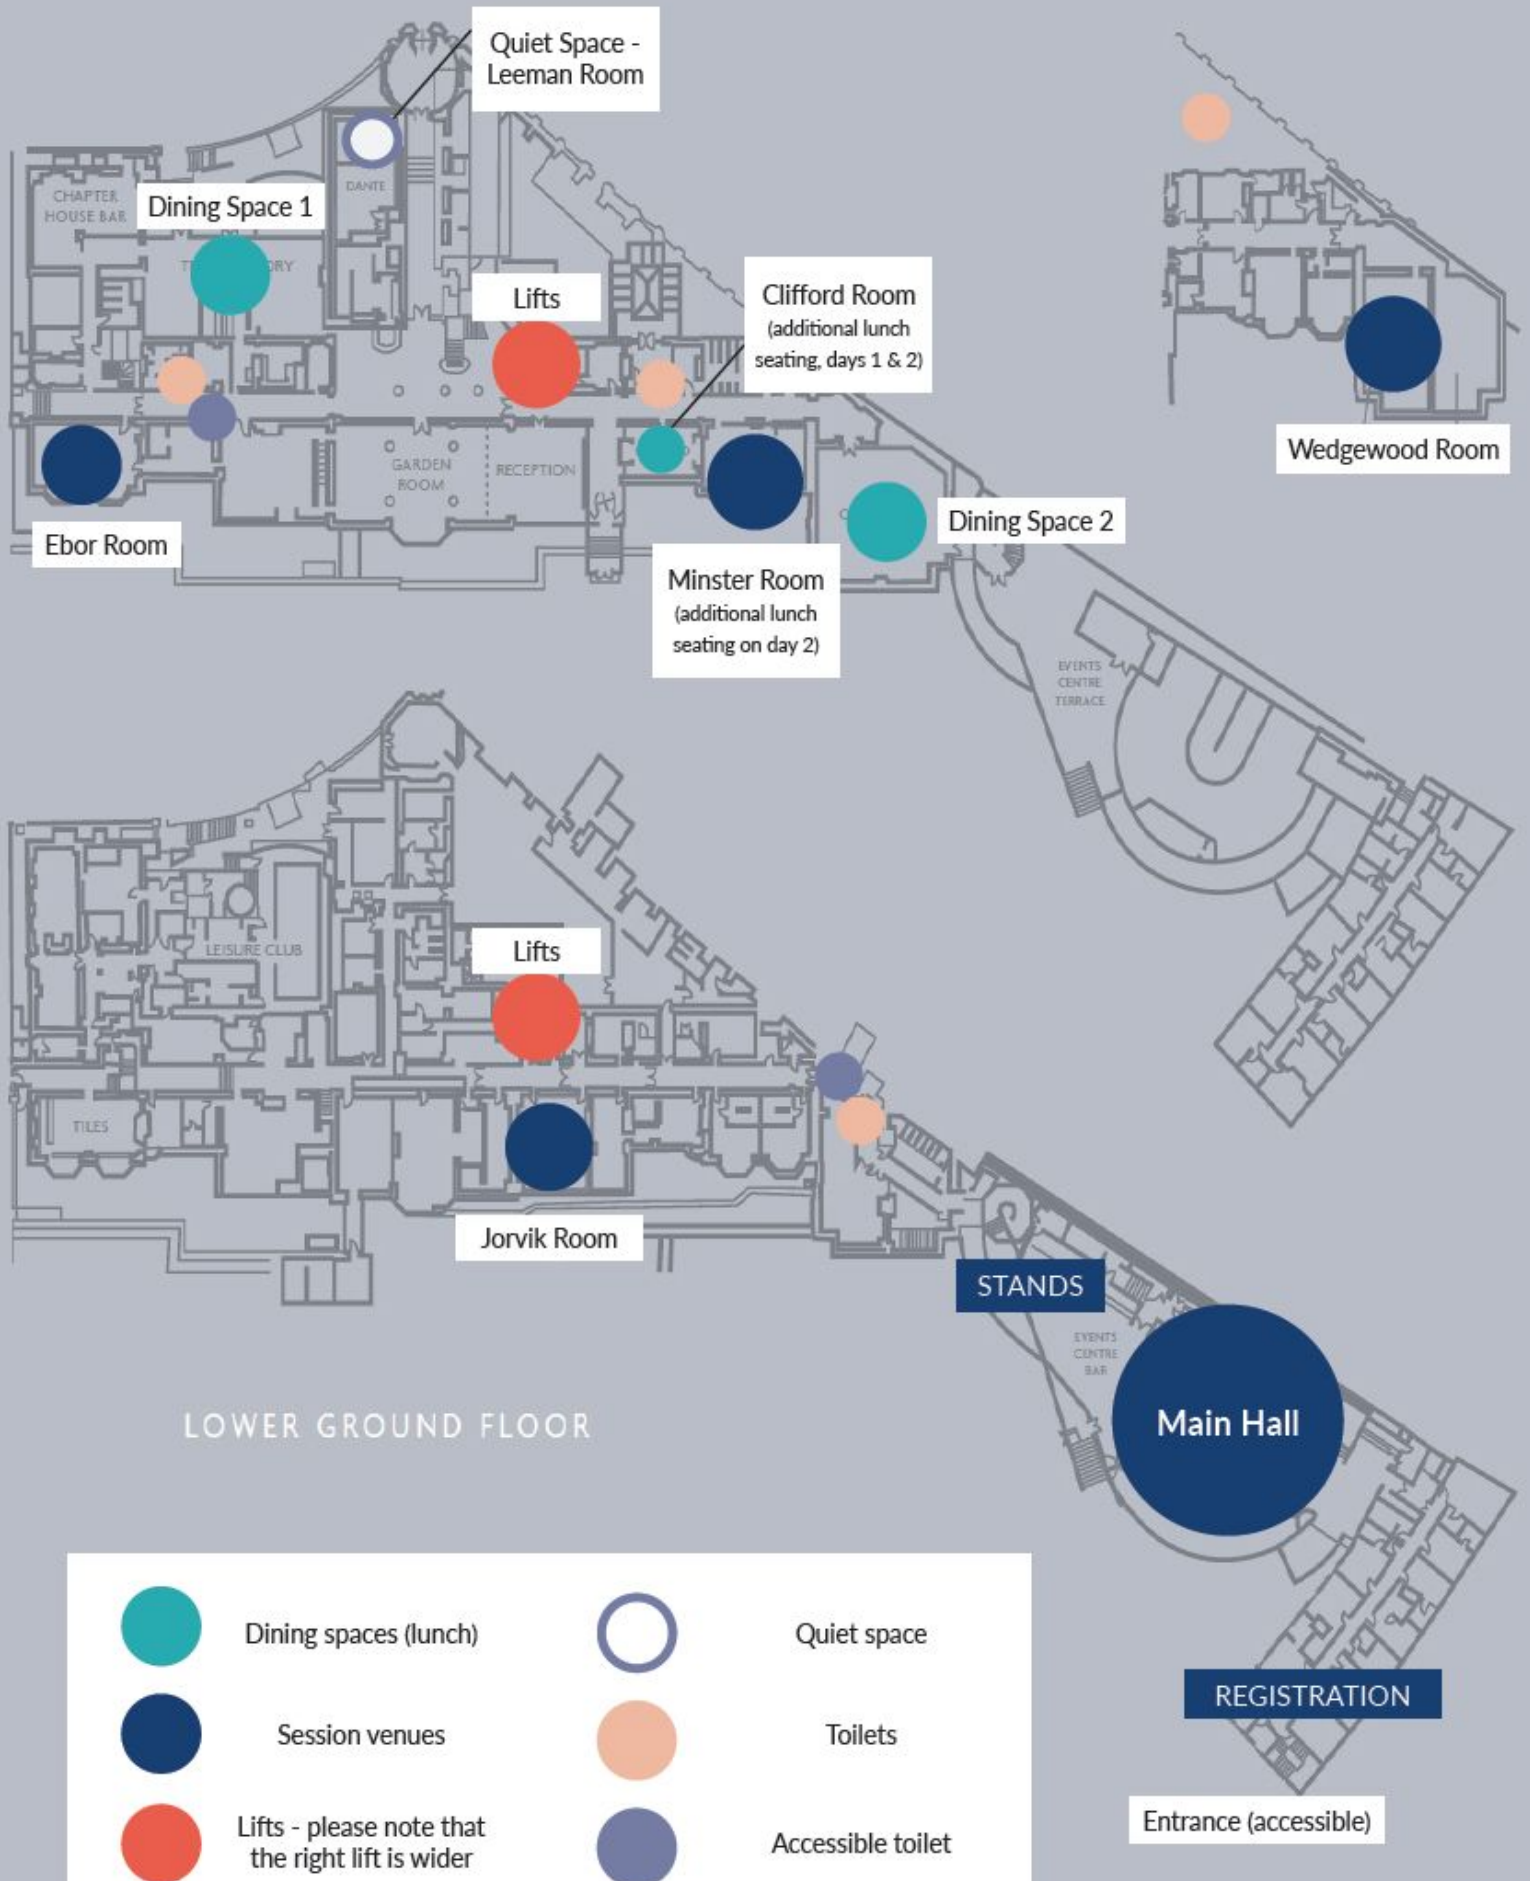 Quiet Space -
Leeman Room
CHAPTER
HOUSE BAR
DANTE
Dining Space 1
Lifts
Clifford Room
(additional lunch
seating, days 1 & 2)
GARDEN
ROOM
RECEPTION
Wedgewood Room
Ebor Room
Dining Space 2
Minster Room
(additional lunch
seating on day 2)
EVENTS
CENTRE
TERRACE
LEISURE CLUB
Lifts
TILES
Jorvik Room
STANDS
EVENTS
CENTRE
BAR
Main Hall
LOWER GROUND FLOOR
Dining spaces (lunch)
Quiet space
Session venues
Toilets
Lifts - please note that
the right lift is wider
Accessible toilet
REGISTRATION
Entrance (accessible)